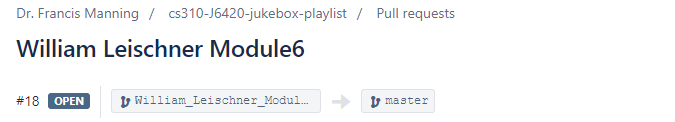 Dr. Francis Manning / cs310-J6420-jukebox-playlist / Pull requests
William Leischner Module6
#18 OPEN William_Leischner_Modul… master